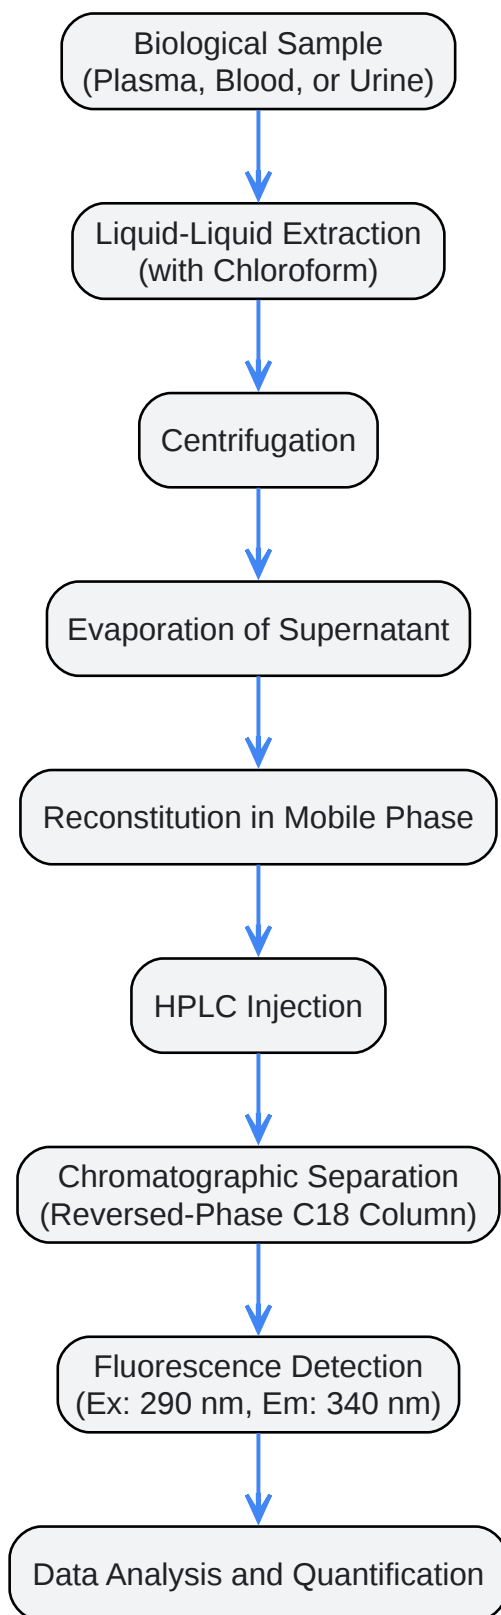 Biological Sample
(Plasma, Blood, or Urine)
Liquid-Liquid Extraction
(with Chloroform)
Centrifugation
Evaporation of Supernatant
Reconstitution in Mobile Phase
HPLC Injection
Chromatographic Separation
(Reversed-Phase C18 Column)
Fluorescence Detection
(Ex: 290 nm, Em: 340 nm)
Data Analysis and Quantification